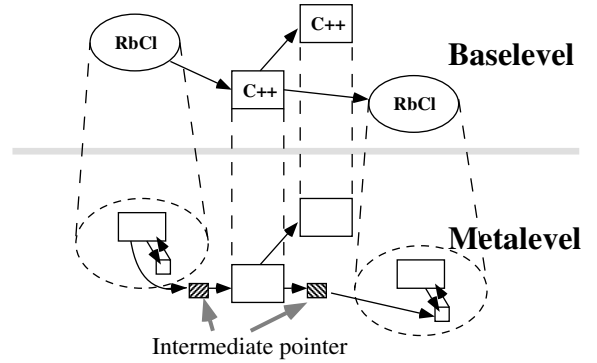 C++
RbCl
Baselevel
C++
RbCl
Metalevel
Intermediate pointer